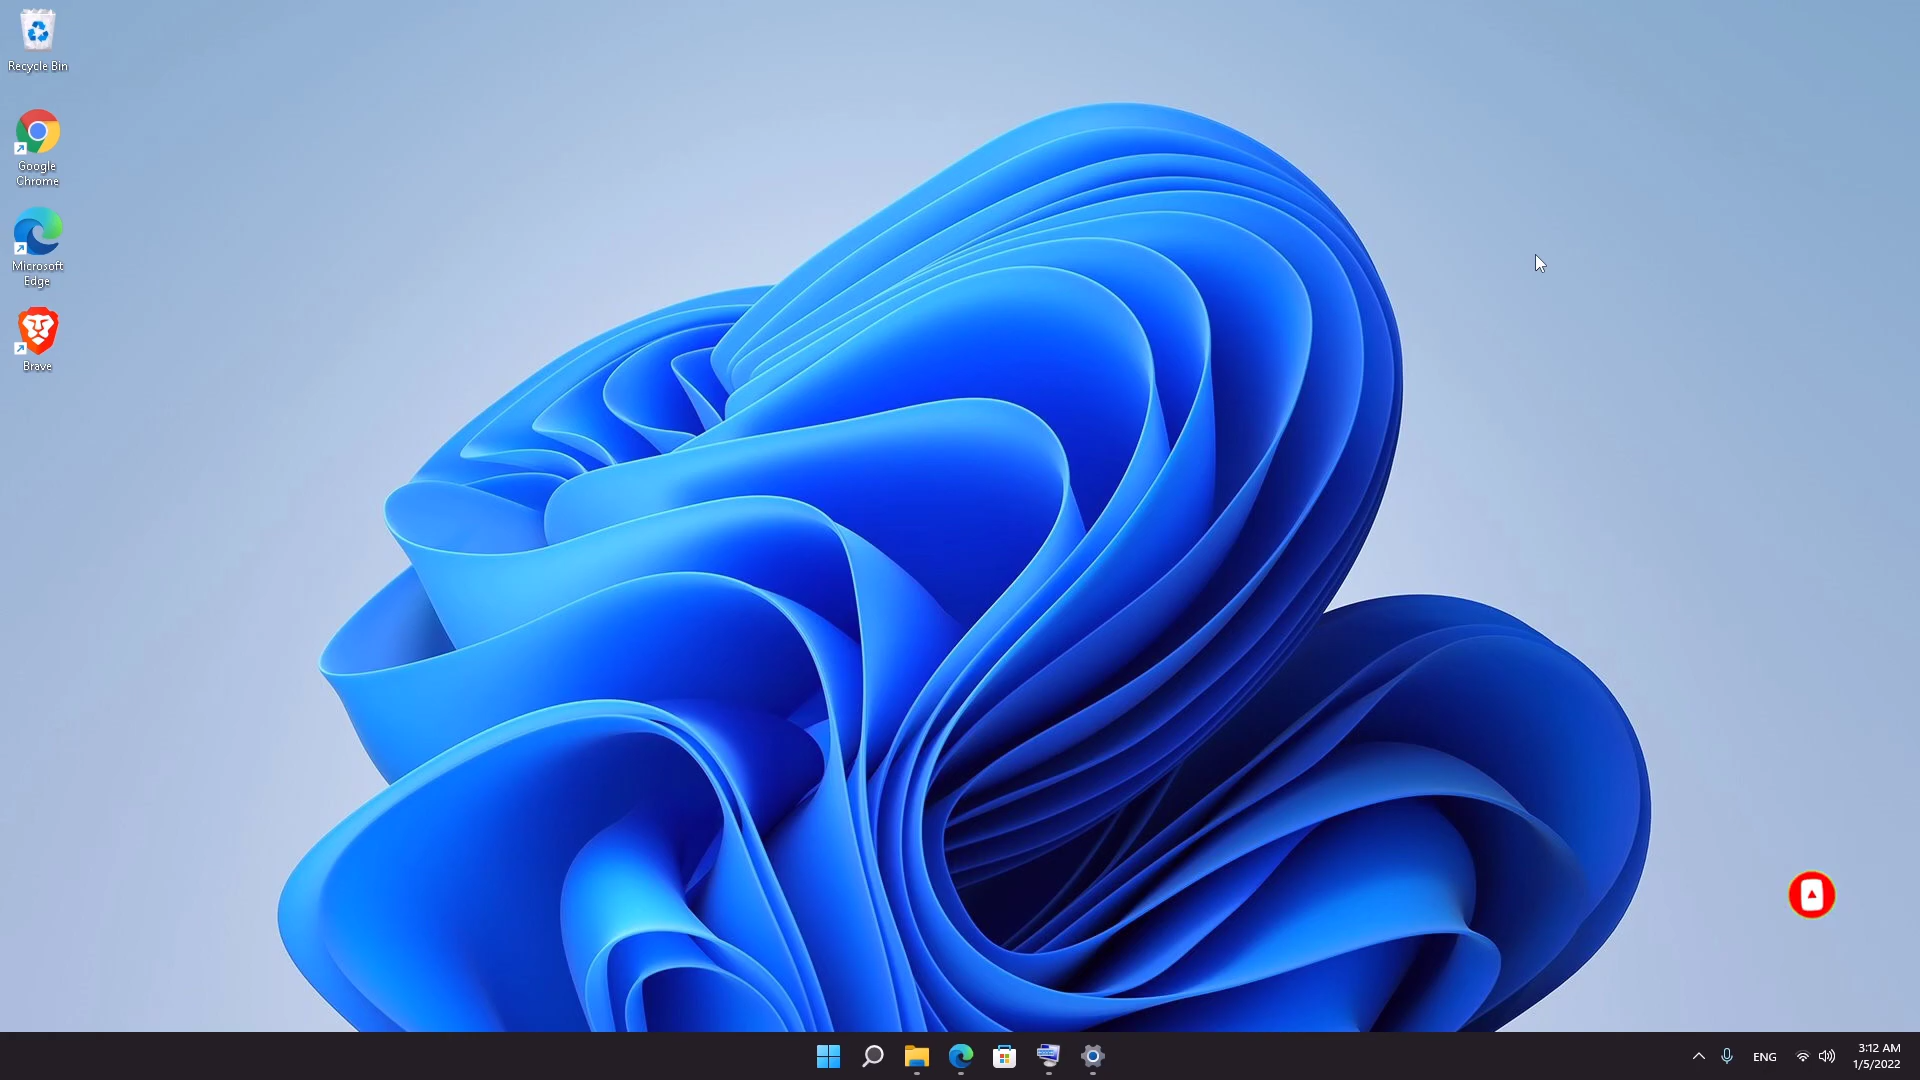 Recycle Bin
Google
Chrome
Microsoft
Edge
Brave
ENG
3:12 AM
1/5/2022